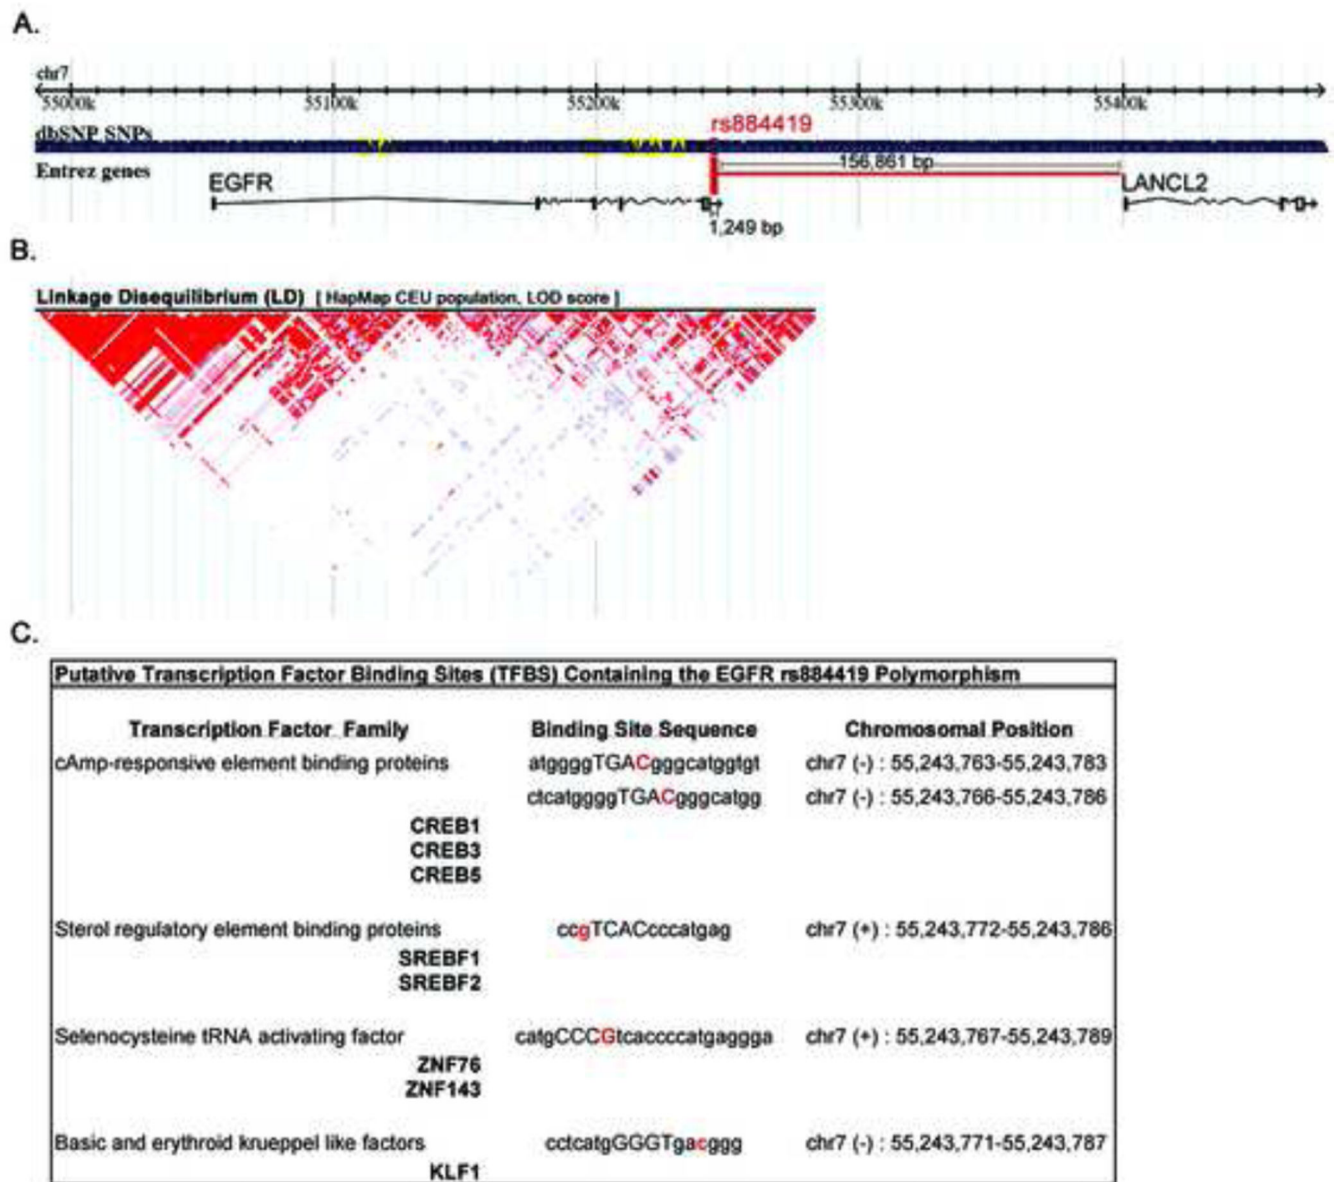 A.
chr7
55000k 55100k 55200k 55300k 55400k
rs884419
dbSNP SNPs
156,861 bp
Entrez genes
EGFR
LANCL2
1,249 bp
B.
Linkage Disequilibrium (LD) [ HapMap CEU population, LOD score ]
C.
Putative Transcription Factor Binding Sites (TFBS) Containing the EGFR rs884419 Polymorphism
Transcription Factor Family Binding Site Sequence Chromosomal Position
cAmp-responsive element binding proteins atggggTGACgggcatggtgt chr7 (-) : 55,243,763-55,243,783
ctcatggggTGACgggcatgg chr7 (-) : 55,243,766-55,243,786
CREB1
CREB3
CREB5
Sterol regulatory element binding proteins ccgTCACcccatgag chr7 (+) : 55,243,772-55,243,786
SREBF1
SREBF2
Selenocysteine tRNA activating factor catgCCCGtcaccccatgaggga chr7 (+) : 55,243,767-55,243,789
ZNF76
ZNF143
Basic and erythroid krueppel like factors cctcatgGGGTgacggg chr7 (-) : 55,243,771-55,243,787
KLF1